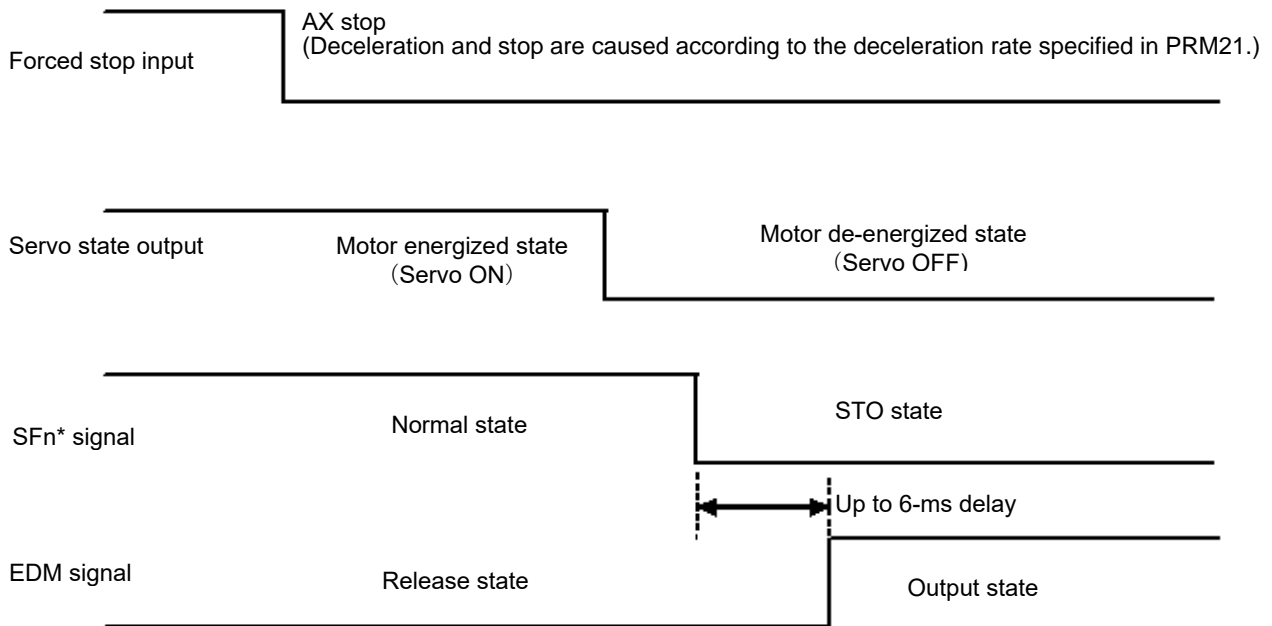 AX stop
(Deceleration and stop are caused according to the deceleration rate specified in PRM21.)
Forced stop input
Servo state output
Motor energized state
（Servo ON）
Motor de-energized state
（Servo OFF)
SFn* signal
Normal state
STO state
Up to 6-ms delay
EDM signal
Release state
Output state